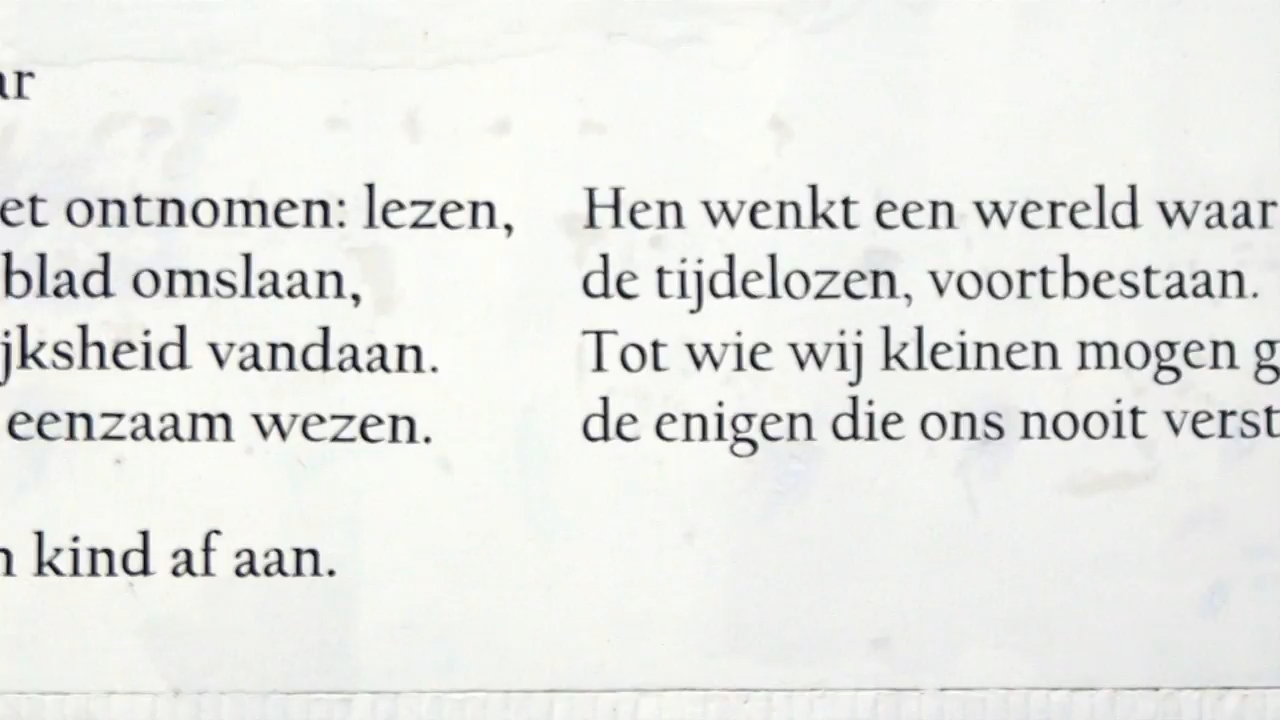 et ontnomen: lezen,
blad omslaan,
jksheid vandaan.
eenzaam wezen.
kind af aan.
Hen wenkt een wereld waar
de tijdelozen, voortbestaan.
Tot wie wij kleinen mogen g
de enigen die ons nooit verst